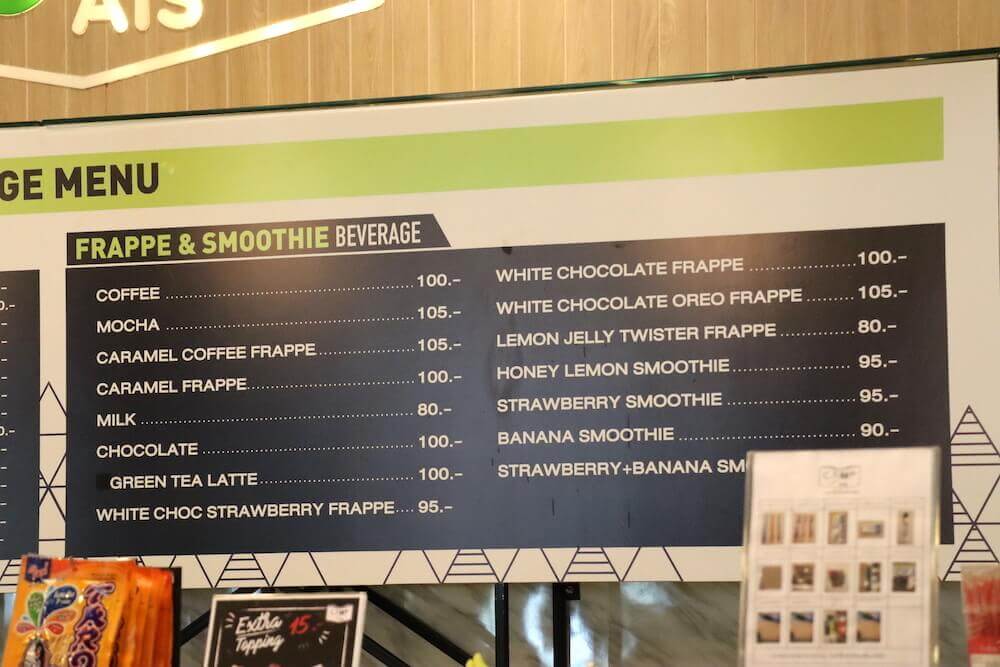 AIS
GE MENU
FRAPPE & SMOOTHIE BEVERAGE
COFFEE 100.-
MOCHA 105.-
CARAMEL COFFEE FRAPPE 105.-
CARAMEL FRAPPE 100.-
MILK 80.-
CHOCOLATE 100.-
GREEN TEA LATTE 100.-
WHITE CHOC STRAWBERRY FRAPPE 95.-
WHITE CHOCOLATE FRAPPE 100.-
WHITE CHOCOLATE OREO FRAPPE 105.-
LEMON JELLY TWISTER FRAPPE 80.-
HONEY LEMON SMOOTHIE 95.-
STRAWBERRY SMOOTHIE 95.-
BANANA SMOOTHIE 90.-
STRAWBERRY+BANANA SM
Extra 15.-
Topping